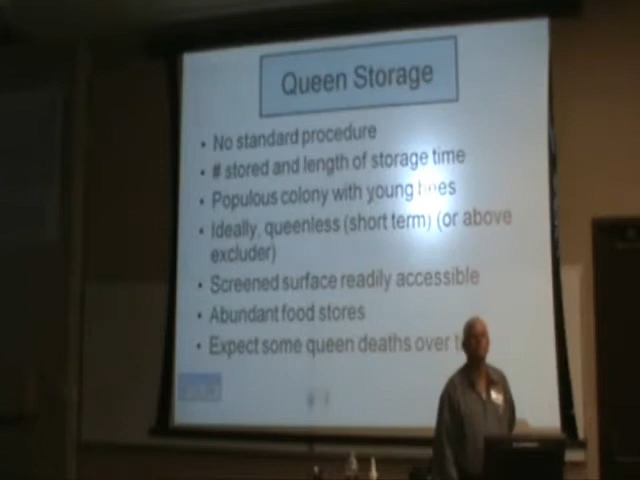 Queen Storage
• No standard procedure
• # stored and length of storage time
• Populous colony with young bees
• Ideally, queenless (short term) (or above
excluder)
• Screened surface readily accessible
• Abundant food stores
• Expect some queen deaths over